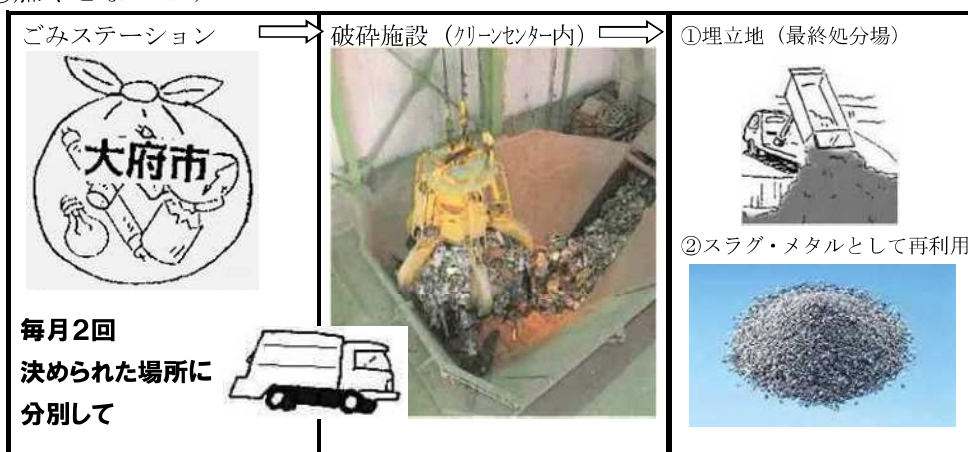 ごみステーション
大府市
毎月2回
決められた場所に
分別して
破砕施設（クリーンセンター内）
①埋立地（最終処分場）
②スラグ・メタルとして再利用